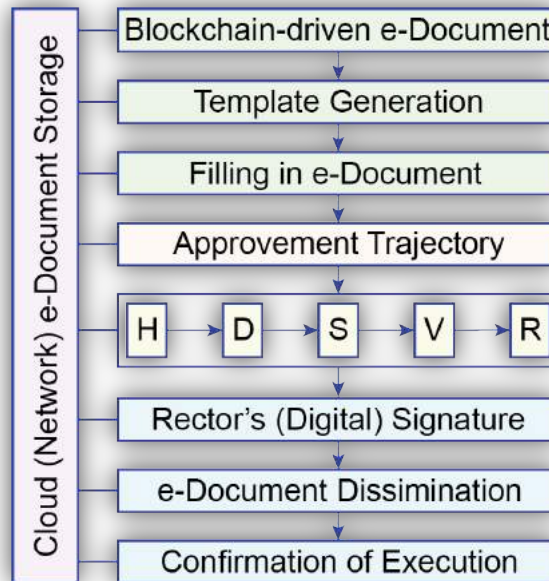 Cloud (Network) e-Document Storage
Blockchain-driven e-Document
Template Generation
Filling in e-Document
Approvement Trajectory
H D S V R
Rector's (Digital) Signature
e-Document Dissimination
Confirmation of Execution